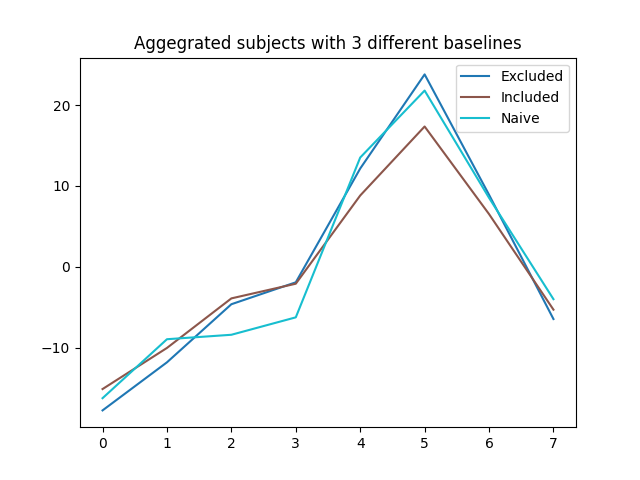 Aggegrated subjects with 3 different baselines
Excluded
Included
Naive
20
10
0
−10
0 1 2 3 4 5 6 7